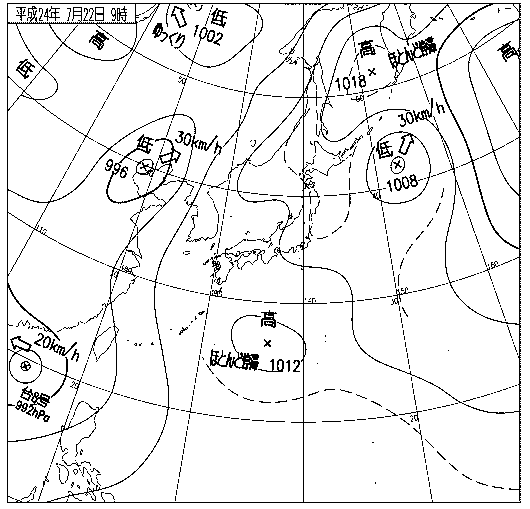 平成24年 7月22日 9時
低
ゆっくり
1002
高
低
高
ほとんど停滞
1018
高
低
30km/h
996
低
30km/h
1008
20km/h
台8号
992hPa
高
ほとんど停滞
1012